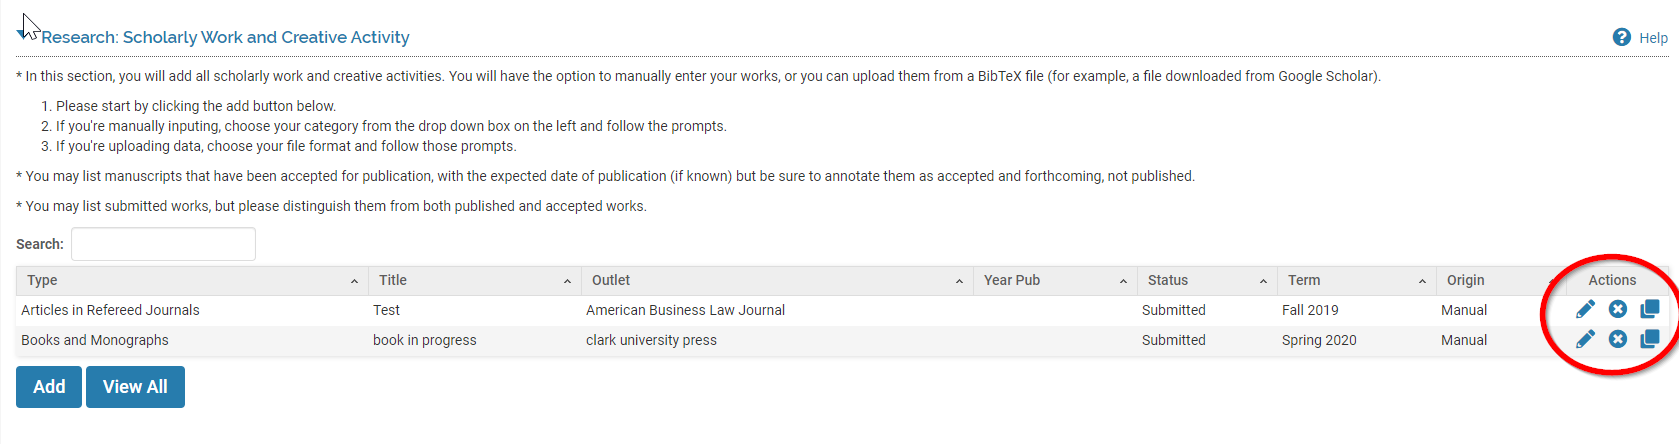 Research: Scholarly Work and Creative Activity
Help
* In this section, you will add all scholarly work and creative activities. You will have the option to manually enter your works, or you can upload them from a BibTeX file (for example, a file downloaded from Google Scholar).
1. Please start by clicking the add button below.
2. If you're manually inputing, choose your category from the drop down box on the left and follow the prompts.
3. If you're uploading data, choose your file format and follow those prompts.
* You may list manuscripts that have been accepted for publication, with the expected date of publication (if known) but be sure to annotate them as accepted and forthcoming, not published.
* You may list submitted works, but please distinguish them from both published and accepted works.
Search:
Type Title Outlet Year Pub Status Term Origin Actions
Articles in Refereed Journals Test American Business Law Journal Submitted Fall 2019 Manual
Books and Monographs book in progress clark university press Submitted Spring 2020 Manual
Add View All